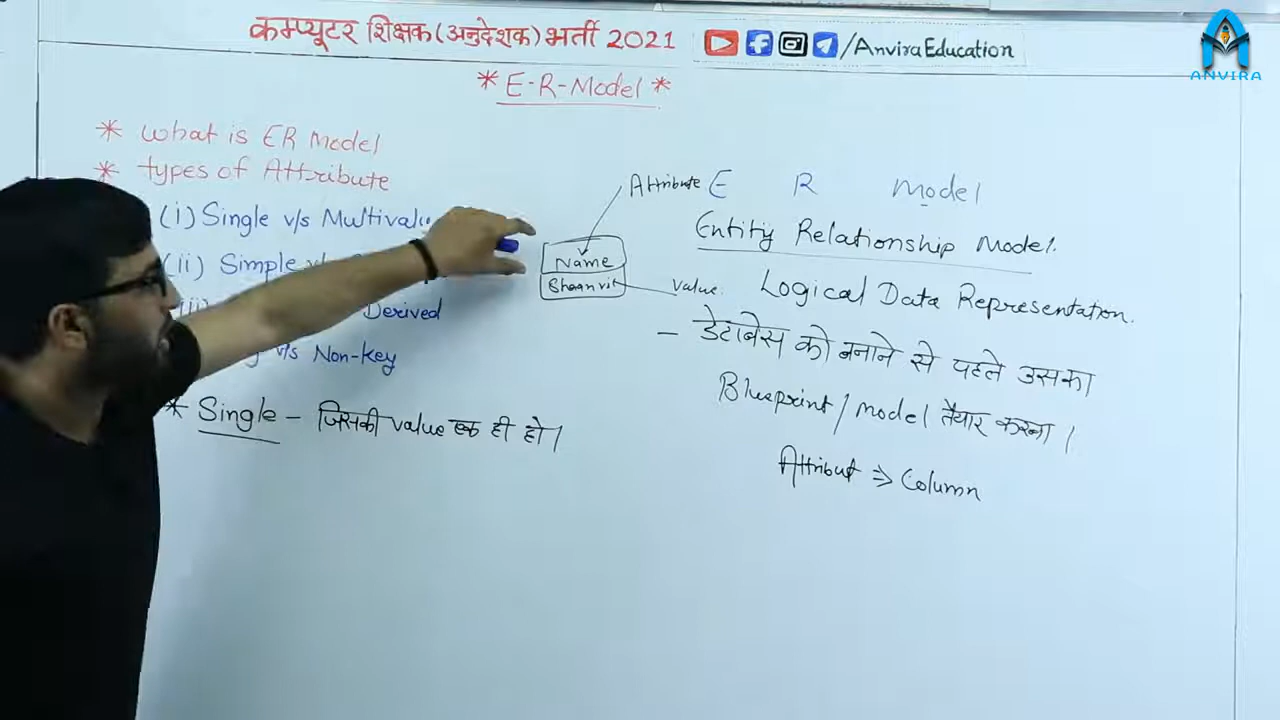 कम्प्यूटर शिक्षक (अनुदेशक) भर्ती 2021
/AnviraEducation
ANVIRA
* E-R-Model *
* What is ER Model
* types of Attribute
(i) Single v/s Multivalu
(ii) Simple
Derived
v/s Non-Key
* Single - जिसकी value एक ही हो।
Attribute
Name
value.
E R Model
Entity Relationship Model.
Logical Data Representation.
- डेटाबेस को बनाने से पहले उसका
Blueprint / Model तैयार करना।
Attribut ⇒ Column